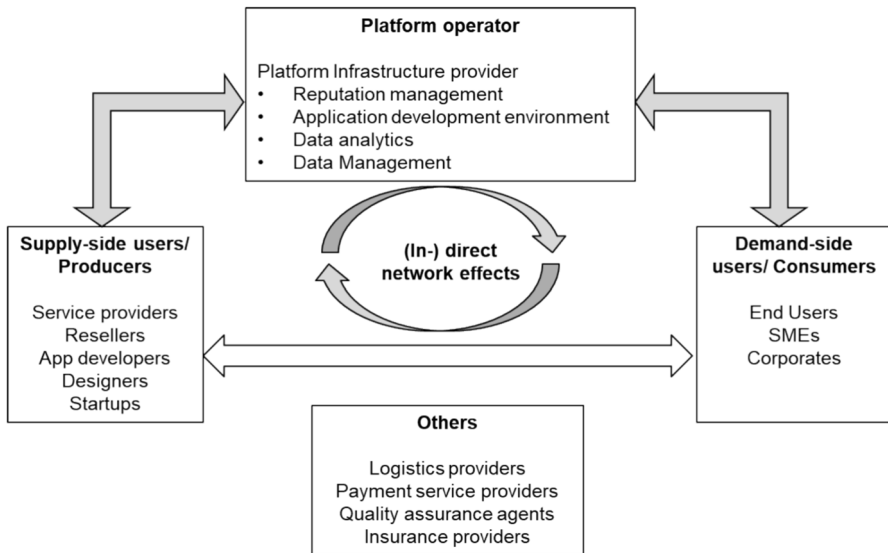 Platform operator
Platform Infrastructure provider
• Reputation management
• Application development environment
• Data analytics
• Data Management
Supply-side users/
Producers
Service providers
Resellers
App developers
Designers
Startups
(In-) direct
network effects
Demand-side
users/ Consumers
End Users
SMEs
Corporates
Others
Logistics providers
Payment service providers
Quality assurance agents
Insurance providers